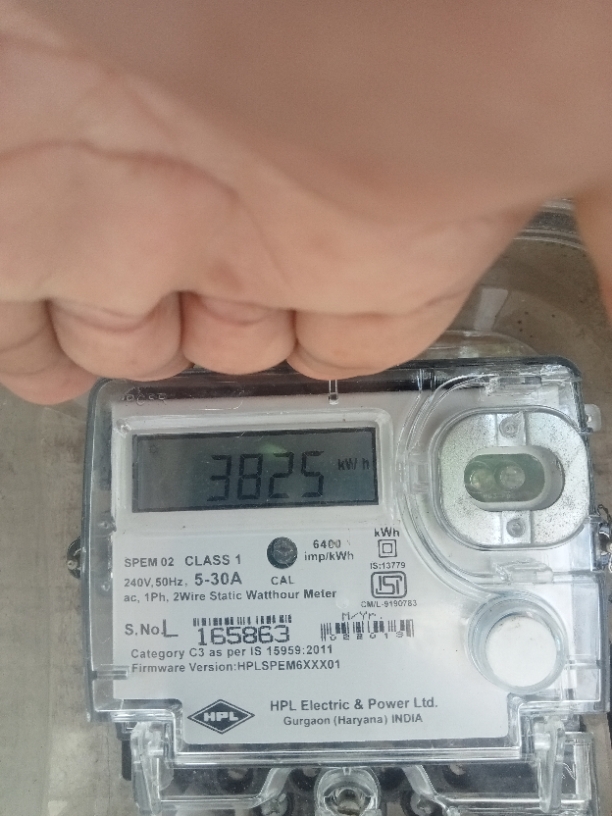 3825 kWh
6400 imp/kWh
kWh
SPEM 02 CLASS 1
IS:13779
240V,50Hz, 5-30A CAL
ISI
ac, 1Ph, 2Wire Static Watthour Meter
CM/L-9190783
M/Yr.
S.No.L 165863
Category C3 as per IS 15959:2011
Firmware Version:HPLSPEM6XXX01
HPL
HPL Electric & Power Ltd.
Gurgaon (Haryana) INDIA